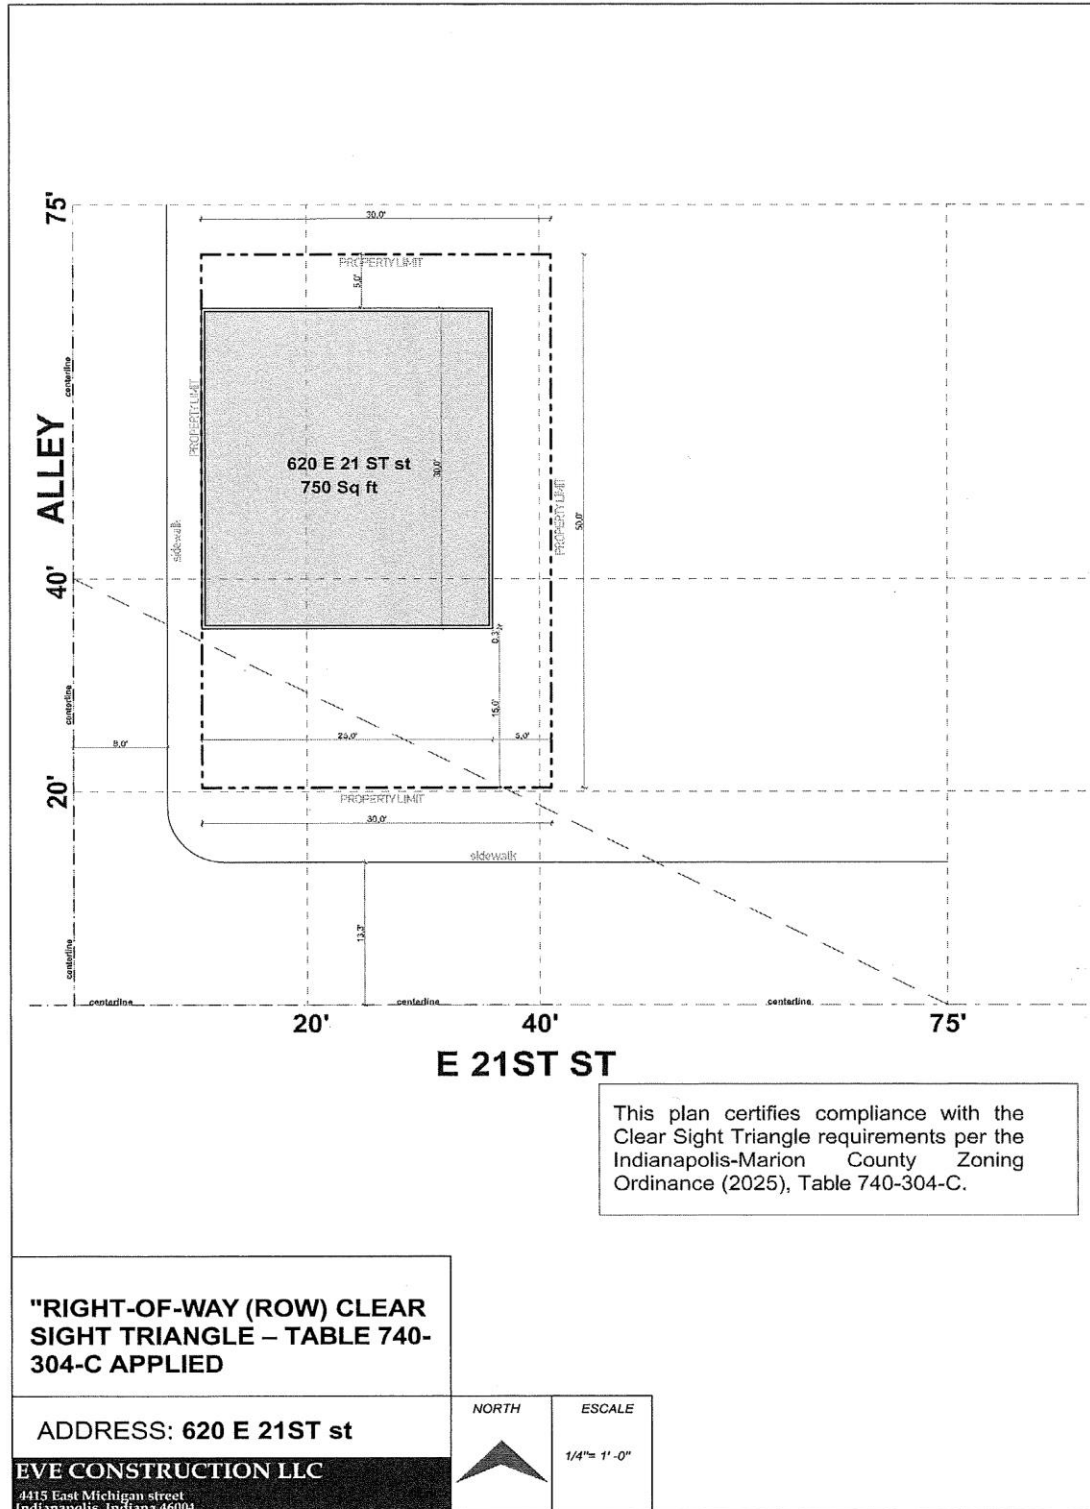 75'
30.0'
PROPERTY LIMIT
5.0'
centerline
PROPERTY LIMIT
ALLEY
620 E 21 ST st
750 Sq ft
30.0'
50.0'
PROPERTY LIMIT
sidewalk
40'
0.3'
centerline
15.0'
9.0'
25.0'
5.0'
20'
PROPERTY LIMIT
30.0'
sidewalk
13.3'
centerline
centerline
centerline
centerline
20'
40'
75'
E 21ST ST
This plan certifies compliance with the
Clear Sight Triangle requirements per the
Indianapolis-Marion County Zoning
Ordinance (2025), Table 740-304-C.
"RIGHT-OF-WAY (ROW) CLEAR
SIGHT TRIANGLE – TABLE 740-
304-C APPLIED
ADDRESS: 620 E 21ST st
NORTH
ESCALE
1/4"= 1' -0"
EVE CONSTRUCTION LLC
4415 East Michigan street
Indianapolis, Indiana 46004